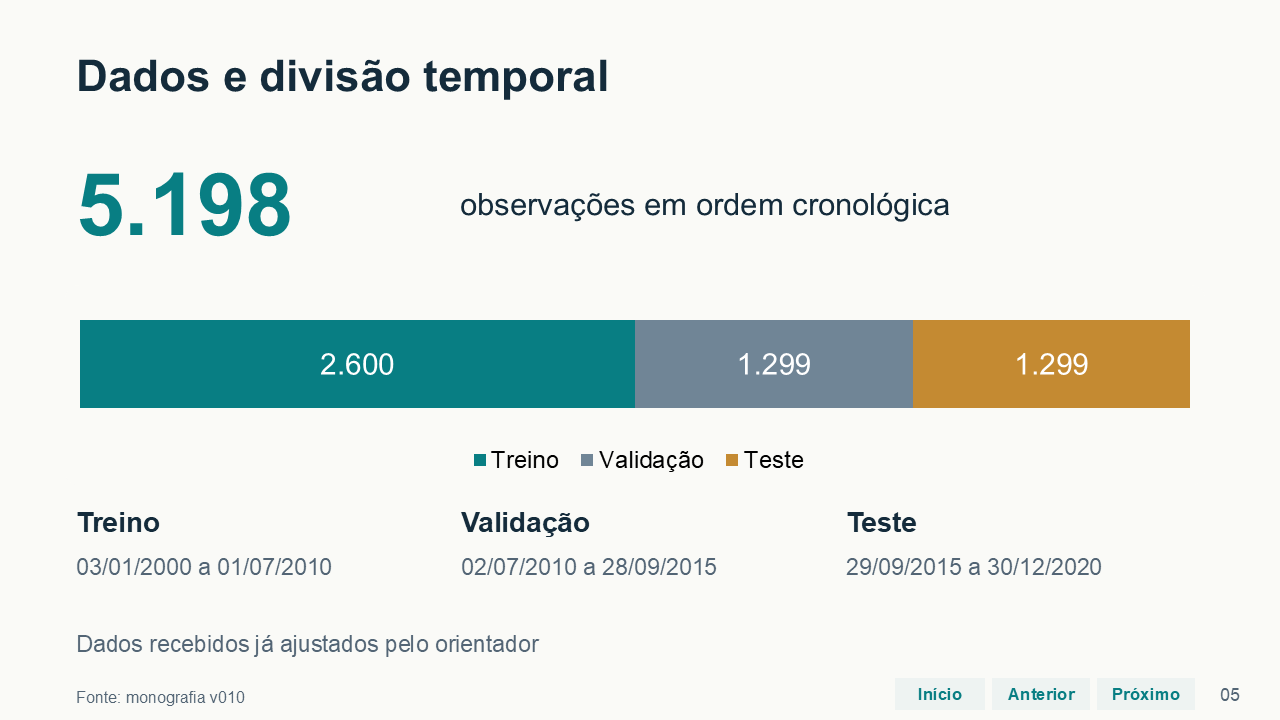 Dados e divisão temporal
5.198
observações em ordem cronológica
2.600
1.299
1.299
Treino
Validação
Teste
Treino
03/01/2000 a 01/07/2010
Validação
02/07/2010 a 28/09/2015
Teste
29/09/2015 a 30/12/2020
Dados recebidos já ajustados pelo orientador
Fonte: monografia v010
Início
Anterior
Próximo
05